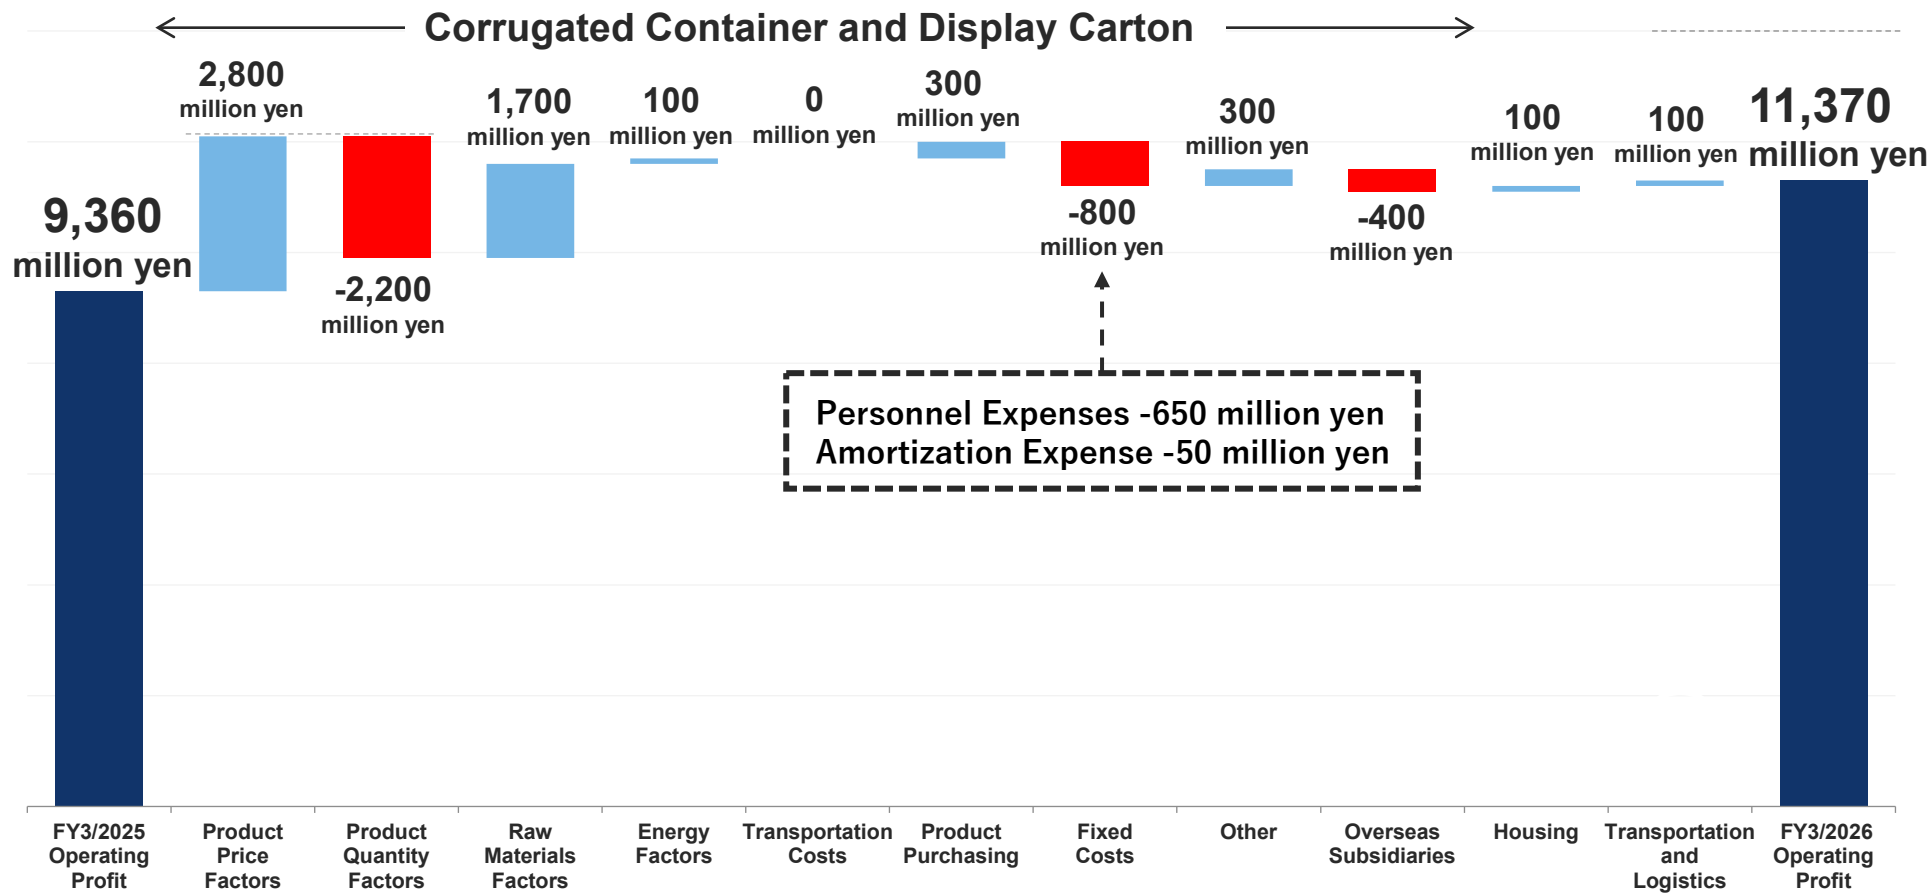 Corrugated Container and Display Carton
9,360
million yen
2,800
million yen
-2,200
million yen
1,700
million yen
100
million yen
0
million yen
300
million yen
-800
million yen
300
million yen
-400
million yen
100
million yen
100
million yen
11,370
million yen
Personnel Expenses -650 million yen
Amortization Expense -50 million yen
FY3/2025
Operating
Profit
Product
Price
Factors
Product
Quantity
Factors
Raw
Materials
Factors
Energy
Factors
Transportation
Costs
Product
Purchasing
Fixed
Costs
Other
Overseas
Subsidiaries
Housing
Transportation
and
Logistics
FY3/2026
Operating
Profit